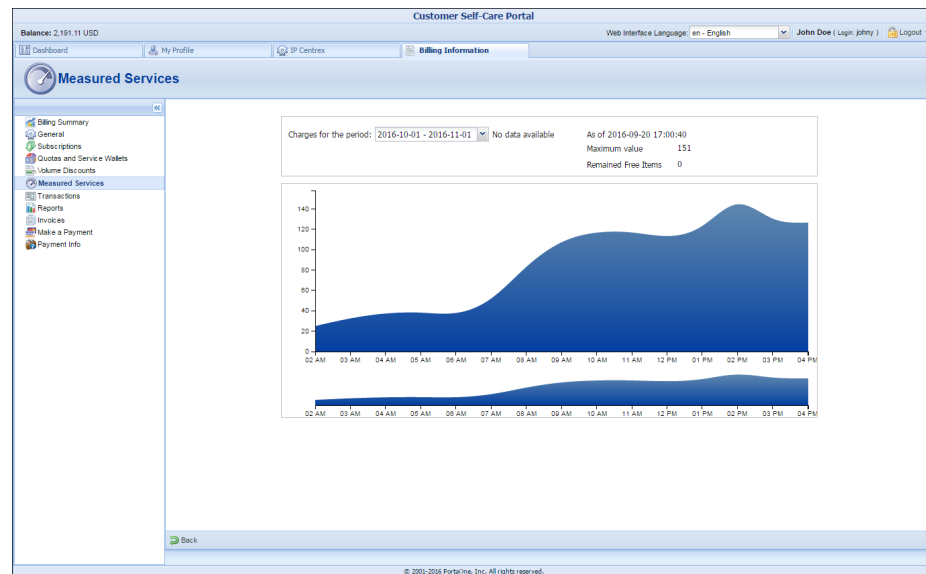 Customer Self-Care Portal
Balance: 2,191.11 USD
Web Interface Language: en - English
John Doe ( Login: johny )
Logout
Dashboard
My Profile
IP Centrex
Billing Information
Measured Services
«
Billing Summary
General
Subscriptions
Quotas and Service Wallets
Volume Discounts
Measured Services
Transactions
Reports
Invoices
Make a Payment
Payment Info
Charges for the period: 2016-10-01 - 2016-11-01 No data available
As of 2016-09-20 17:00:40
Maximum value 151
Remained Free Items 0
140
120
100
80
60
40
20
0
02 AM 03 AM 04 AM 05 AM 06 AM 07 AM 08 AM 09 AM 10 AM 11 AM 12 PM 01 PM 02 PM 03 PM 04 PM
02 AM 03 AM 04 AM 05 AM 06 AM 07 AM 08 AM 09 AM 10 AM 11 AM 12 PM 01 PM 02 PM 03 PM 04 PM
Back
© 2001-2016 PortaOne, Inc. All rights reserved.